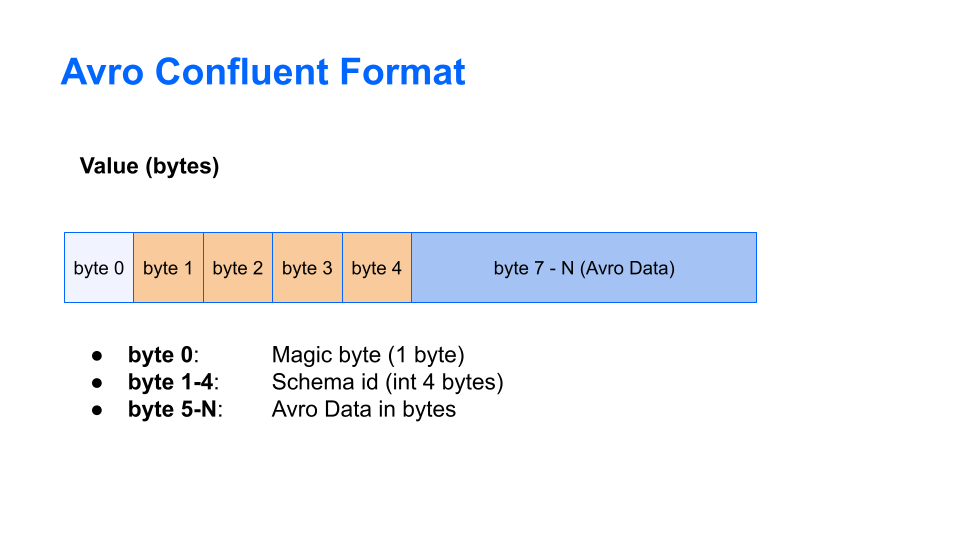 Avro Confluent Format
Value (bytes)
byte 0 byte 1 byte 2 byte 3 byte 4 byte 7 - N (Avro Data)
● byte 0: Magic byte (1 byte)
● byte 1-4: Schema id (int 4 bytes)
● byte 5-N: Avro Data in bytes